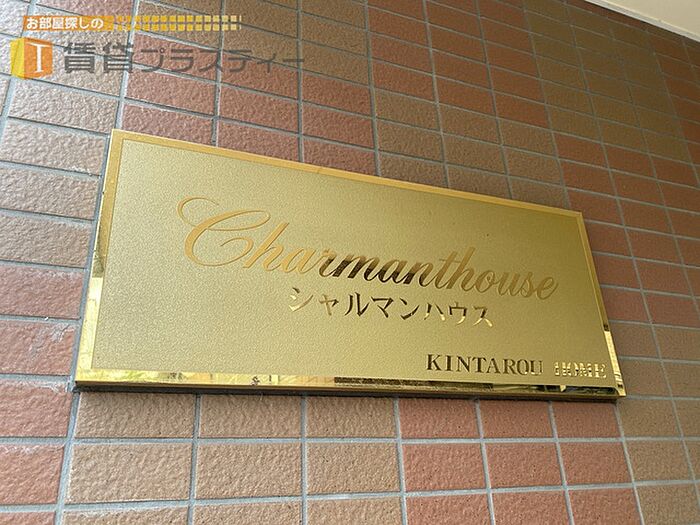 お部屋探しの
賃貸プラスティー
Charmanthouse
シャルマンハウス
KINTAROU HOME